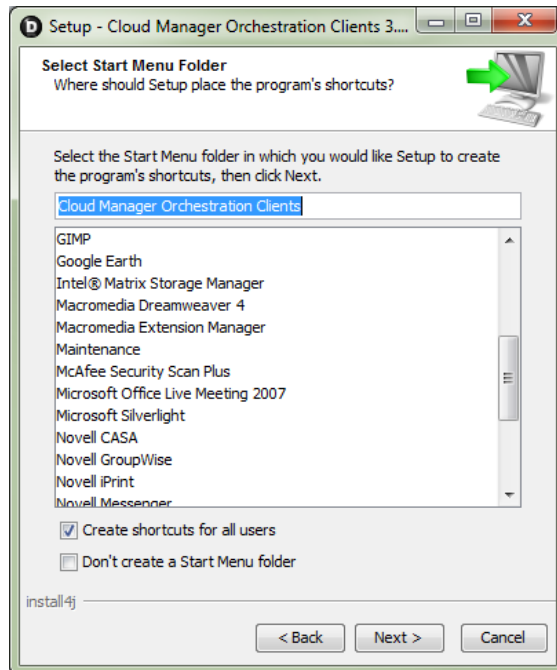 Setup - Cloud Manager Orchestration Clients 3....
Select Start Menu Folder
Where should Setup place the program's shortcuts?
Select the Start Menu folder in which you would like Setup to create
the program's shortcuts, then click Next.
Cloud Manager Orchestration Clients
GIMP
Google Earth
Intel® Matrix Storage Manager
Macromedia Dreamweaver 4
Macromedia Extension Manager
Maintenance
McAfee Security Scan Plus
Microsoft Office Live Meeting 2007
Microsoft Silverlight
Novell CASA
Novell GroupWise
Novell iPrint
Novell Messenger
Create shortcuts for all users
Don't create a Start Menu folder
install4j
< Back Next > Cancel